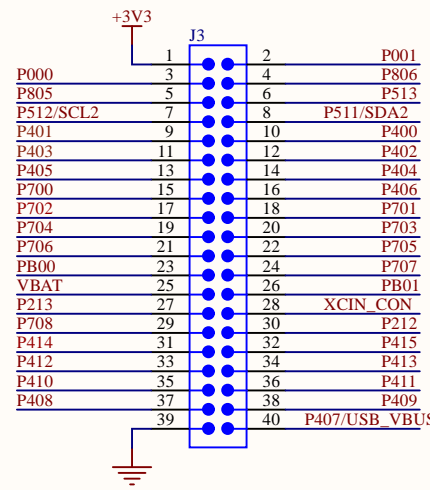 +3V3
J3
1 2 P001
P000 3 4 P806
P805 5 6 P513
P512/SCL2 7 8 P511/SDA2
P401 9 10 P400
P403 11 12 P402
P405 13 14 P404
P700 15 16 P406
P702 17 18 P701
P704 19 20 P703
P706 21 22 P705
PB00 23 24 P707
VBAT 25 26 PB01
P213 27 28 XCIN_CON
P708 29 30 P212
P414 31 32 P415
P412 33 34 P413
P410 35 36 P411
P408 37 38 P409
39 40 P407/USB_VBUS